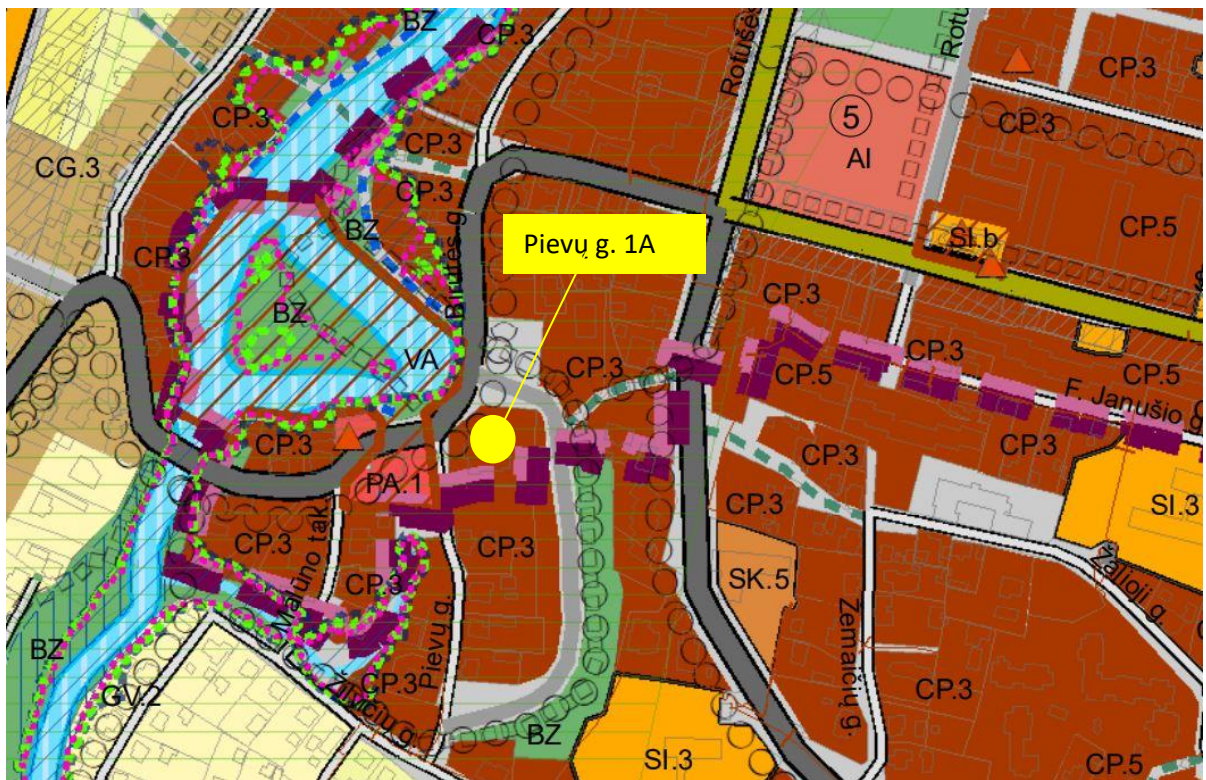 BZ
CP.3
Rotušės
Rotu
CP.3
CP.3
5
AI
CP.3
CP.3
CG.3
CP.3
BZ
Pievų g. 1A
SI.b
CP.5
CP.3
BZ
CP.3
VA
CP.3
CP.3
CP.5
CP.5
F. Janušio g.
CP.3
CP.3
CP.3
PA.1
CP.3
SI.3
CP.3
CP.3
Malūno tak.
CP.3
SK.5
Žalioji g.
Pievų g.
Žemaičių g.
BZ
GV.2
CP.3
CP.3
BZ
SI.3
CP.5